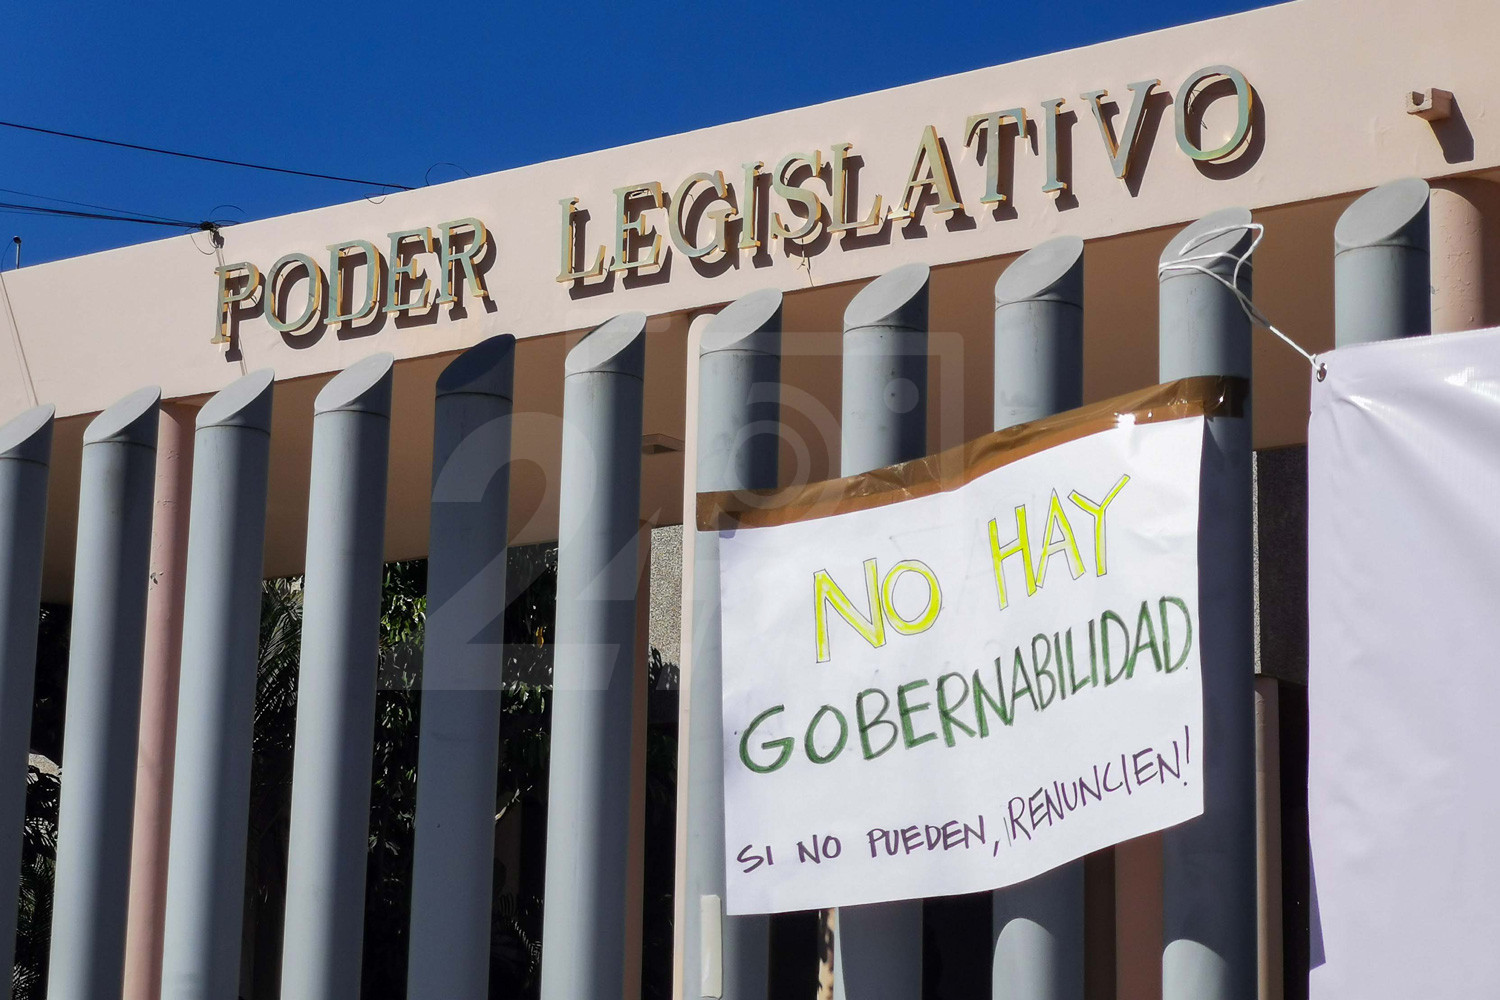 PODER LEGISLATIVO
NO HAY
GOBERNABILIDAD
SI NO PUEDEN, ¡RENUNCIEN!